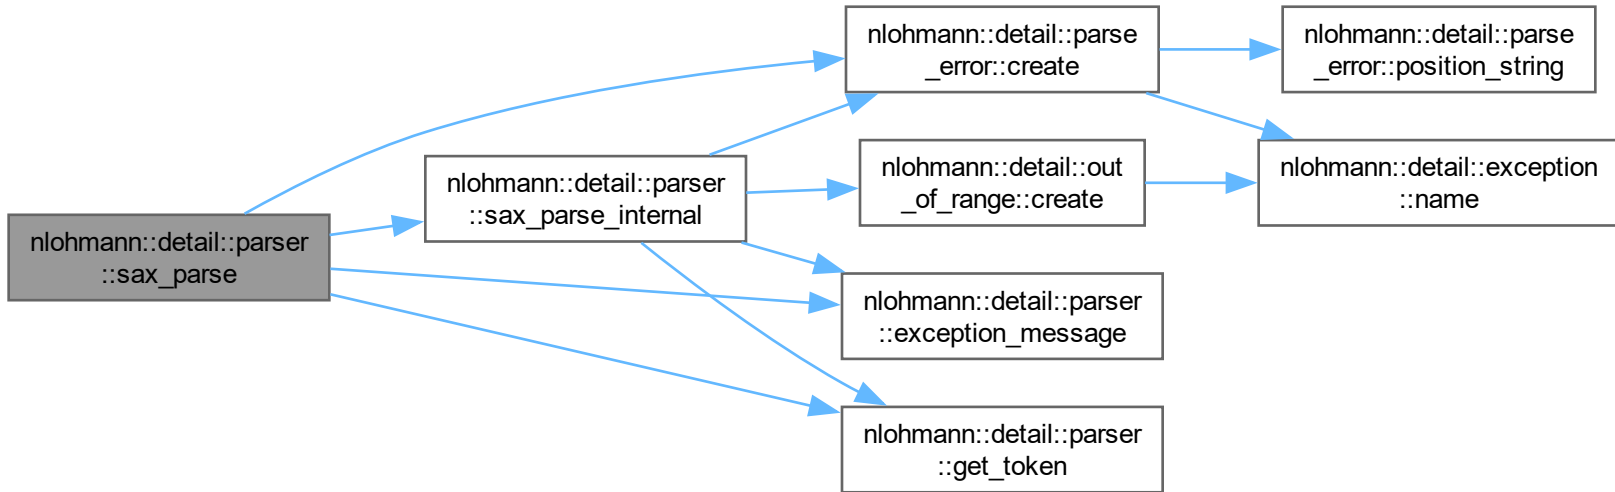 nlohmann::detail::parser
::sax_parse
nlohmann::detail::parser
::sax_parse_internal
nlohmann::detail::parse
_error::create
nlohmann::detail::out
_of_range::create
nlohmann::detail::parser
::exception_message
nlohmann::detail::parser
::get_token
nlohmann::detail::parse
_error::position_string
nlohmann::detail::exception
::name